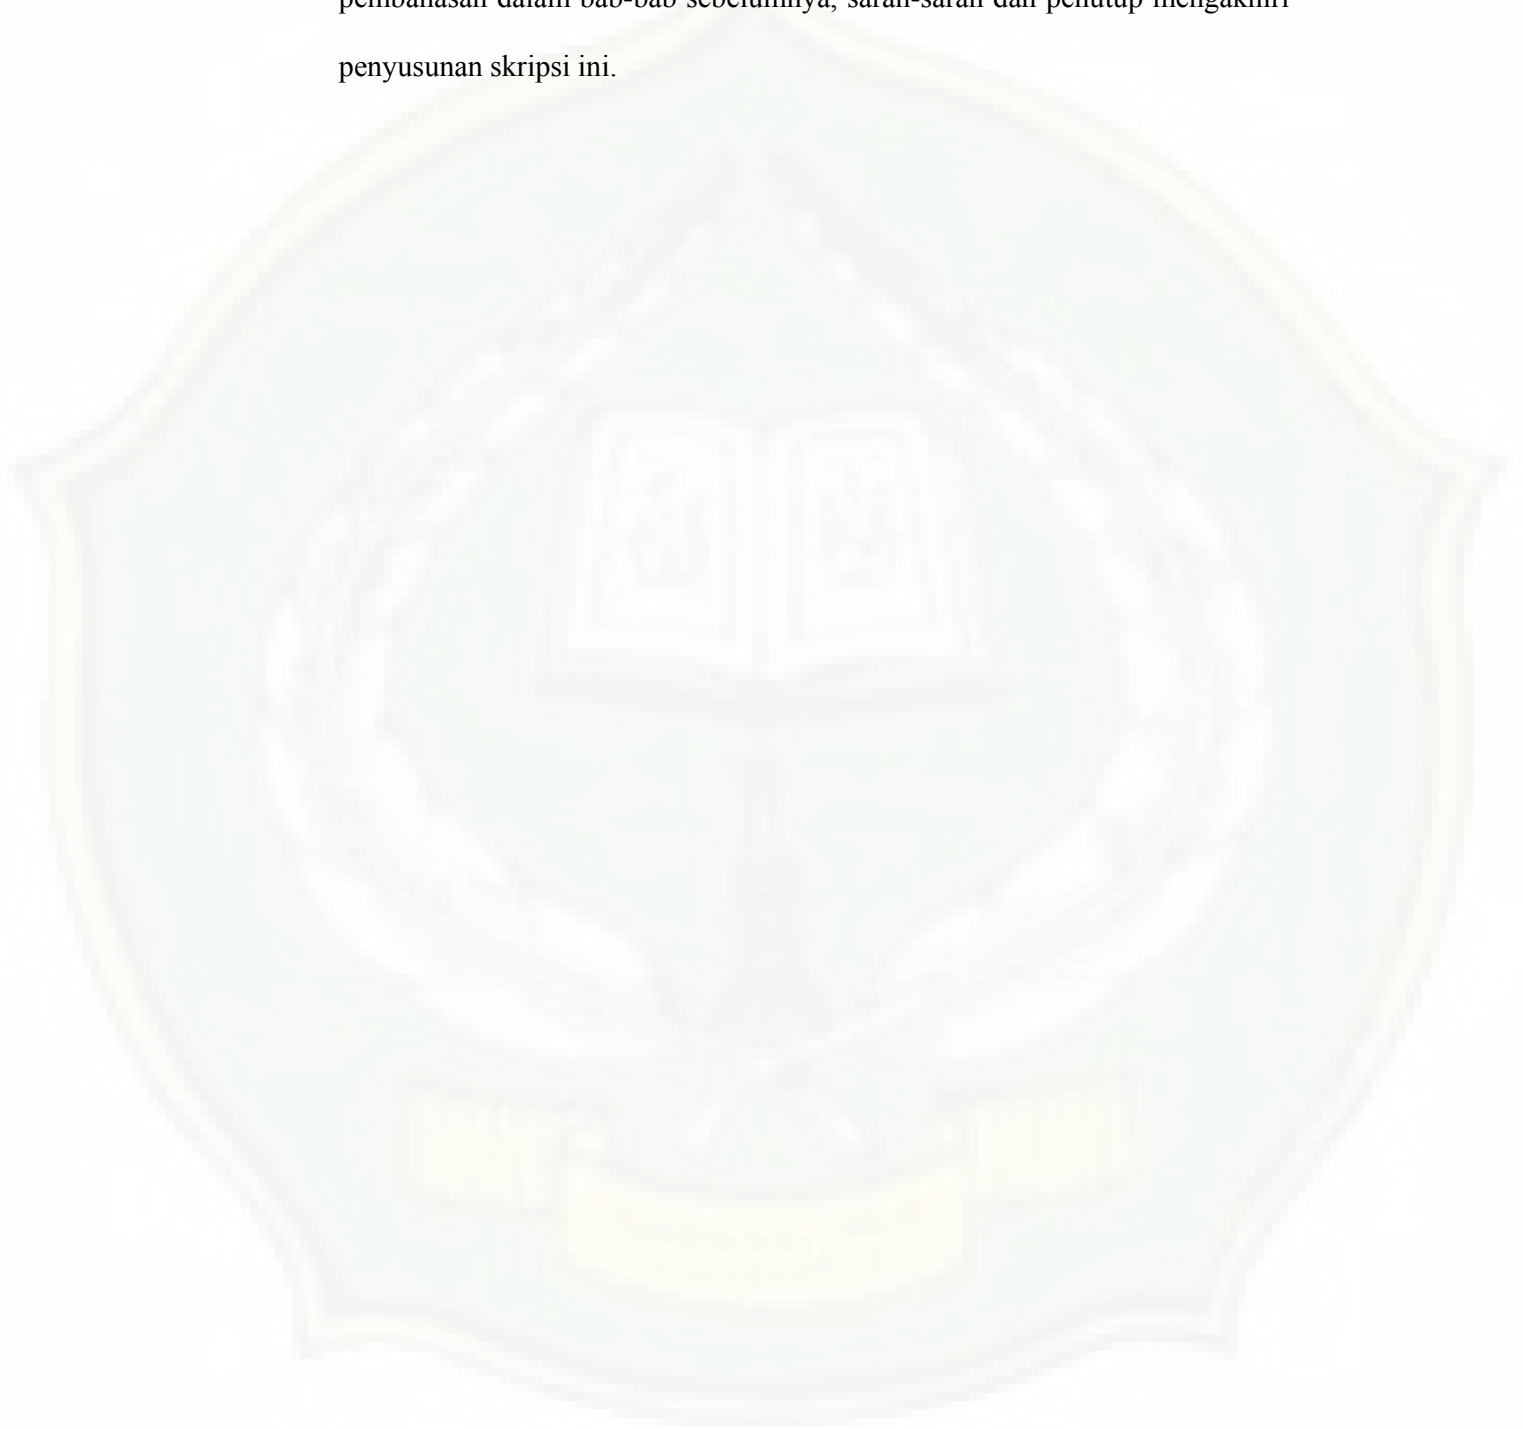 pembahasan dalam bab-bab sebelumnya, saran-saran dan penutup mengakhiri
penyusunan skripsi ini.